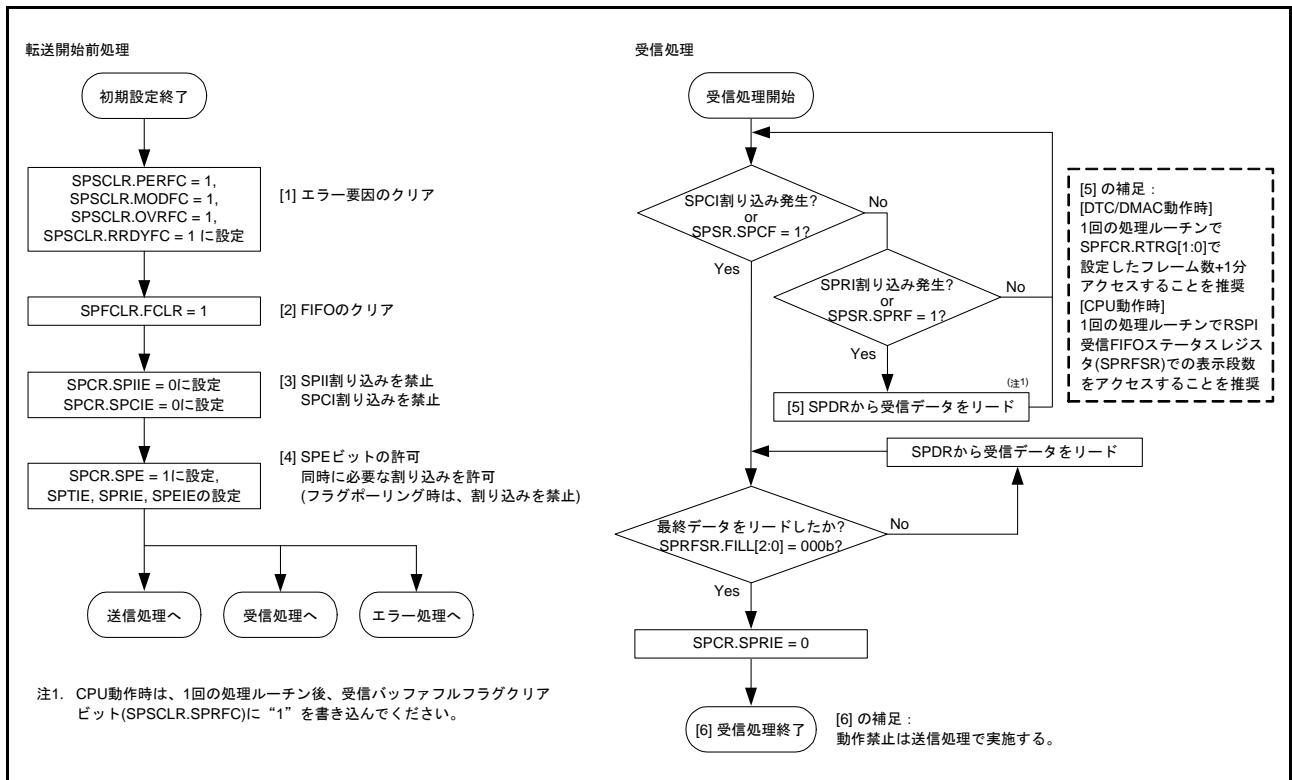 転送開始前処理
初期設定終了
SPSCLR.PERFC = 1,
SPSCLR.MODFC = 1,
SPSCLR.OVRFC = 1,
SPSCLR.RRDYFC = 1 に設定
[1] エラー要因のクリア
SPFCLR.FCLR = 1
[2] FIFOのクリア
SPCR.SPIIE = 0に設定
SPCR.SPCIE = 0に設定
[3] SPII割り込みを禁止
SPCI割り込みを禁止
SPCR.SPE = 1に設定,
SPTIE, SPRIE, SPEIEの設定
[4] SPEビットの許可
同時に必要な割り込みを許可
(フラグポーリング時は、割り込みを禁止)
送信処理へ
受信処理へ
エラー処理へ
注1. CPU動作時は、1回の処理ルーチン後、受信バッファフルフラグクリア
ビット(SPSCLR.SPRFC)に“1”を書き込んでください。
受信処理
受信処理開始
SPCI割り込み発生?
or
SPSR.SPCF = 1?
No
Yes
SPRI割り込み発生?
or
SPSR.SPRF = 1?
No
Yes
(注1)
[5] SPDRから受信データをリード
[5] の補足：
[DTC/DMAC動作時]
1回の処理ルーチンで
SPFCR.RTRG[1:0]で
設定したフレーム数+1分
アクセスすることを推奨
[CPU動作時]
1回の処理ルーチンでRSPI
受信FIFOステータスレジス
タ(SPRFSR)での表示段数
をアクセスすることを推奨
SPDRから受信データをリード
最終データをリードしたか?
SPRFSR.FILL[2:0] = 000b?
No
Yes
SPCR.SPRIE = 0
[6] 受信処理終了
[6] の補足：
動作禁止は送信処理で実施する。